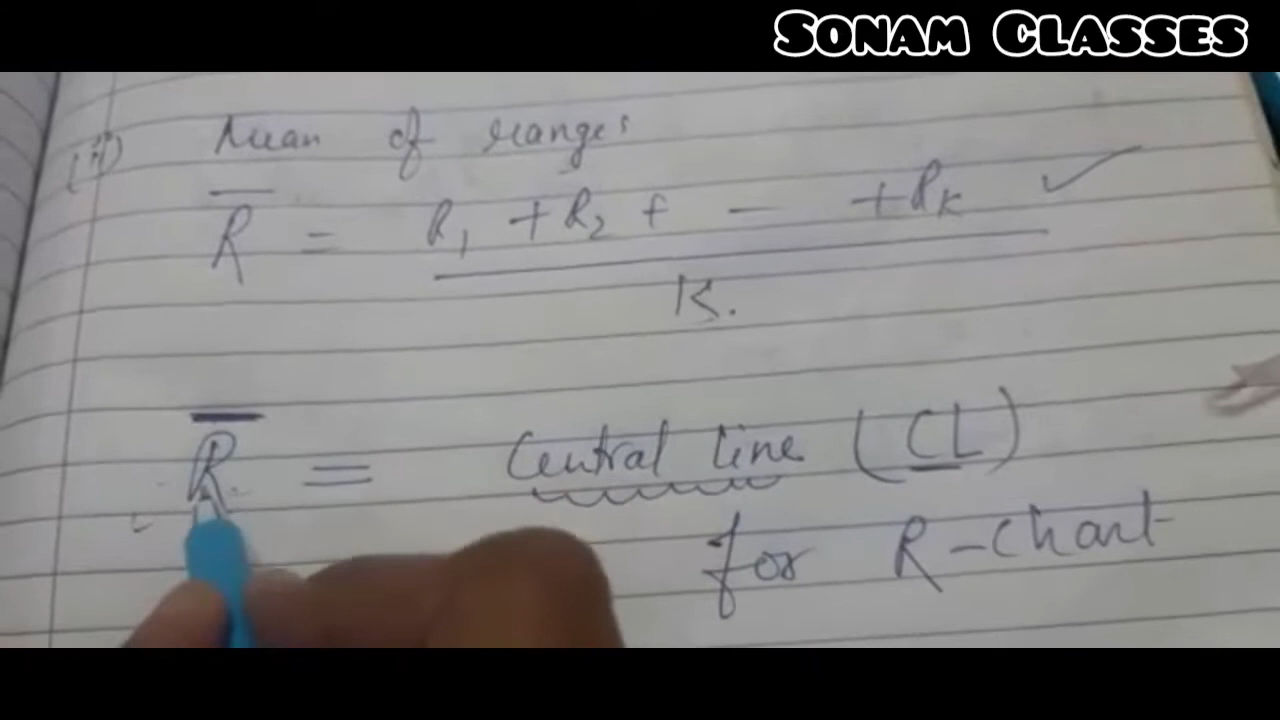 SONAM CLASSES
(ii) Mean of ranges
R̅ = R₁ + R₂ + - + Rk ✓
K.
R̅ = Central line (CL)
for R-Chart